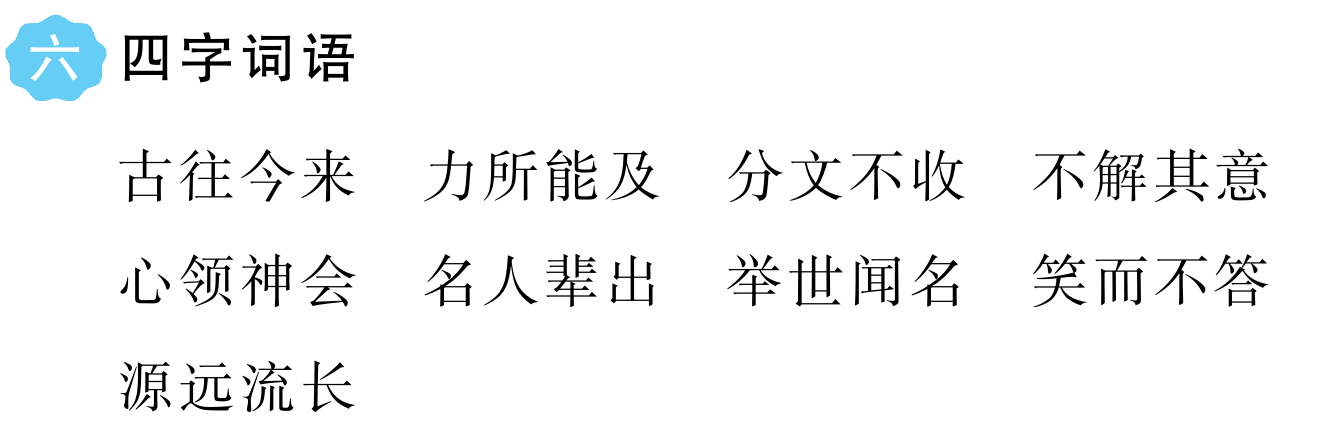 六 四字词语
古往今来 力所能及 分文不收 不解其意
心领神会 名人辈出 举世闻名 笑而不答
源远流长